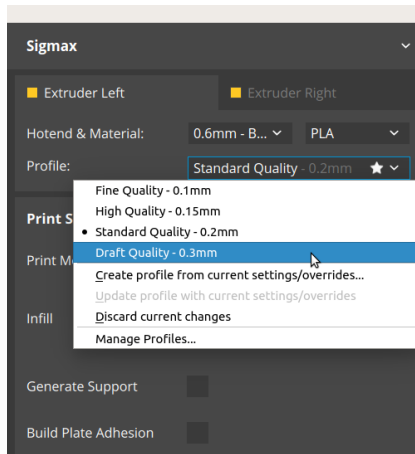 Sigmax
Extruder Left
Extruder Right
Hotend & Material:
0.6mm - B...
PLA
Profile:
Standard Quality - 0.2mm
Fine Quality - 0.1mm
High Quality - 0.15mm
Standard Quality - 0.2mm
Draft Quality - 0.3mm
Create profile from current settings/overrides...
Update profile with current settings/overrides
Discard current changes
Manage Profiles...
Print S
Print M
Infill
Generate Support
Build Plate Adhesion